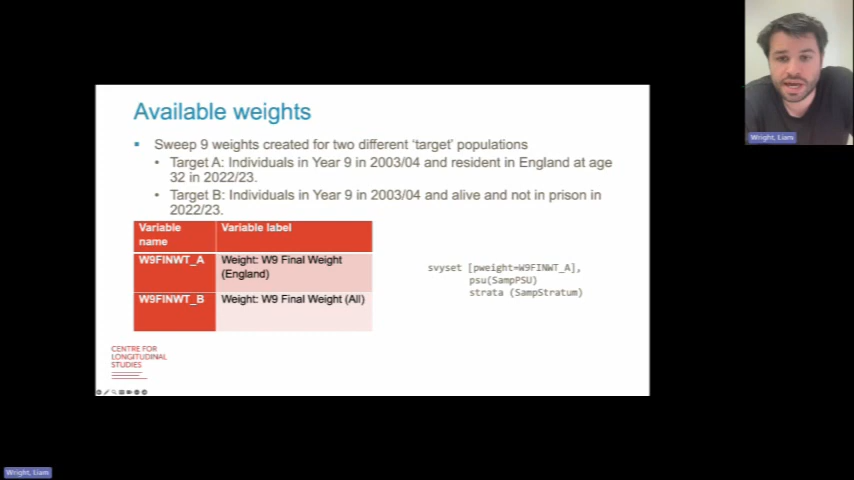 Available weights
Sweep 9 weights created for two different 'target' populations
Target A: Individuals in Year 9 in 2003/04 and resident in England at age
32 in 2022/23.
Target B: Individuals in Year 9 in 2003/04 and alive and not in prison in
2022/23.
Variable name
Variable label
W9FINWT_A
Weight: W9 Final Weight
(England)
W9FINWT_B
Weight: W9 Final Weight (All)
svyset [pweight=W9FINWT_A],
psu(SampPSU)
strata (SampStratum)
CENTRE FOR
LONGITUDINAL
STUDIES
Wright, Liam
Wright, Liam